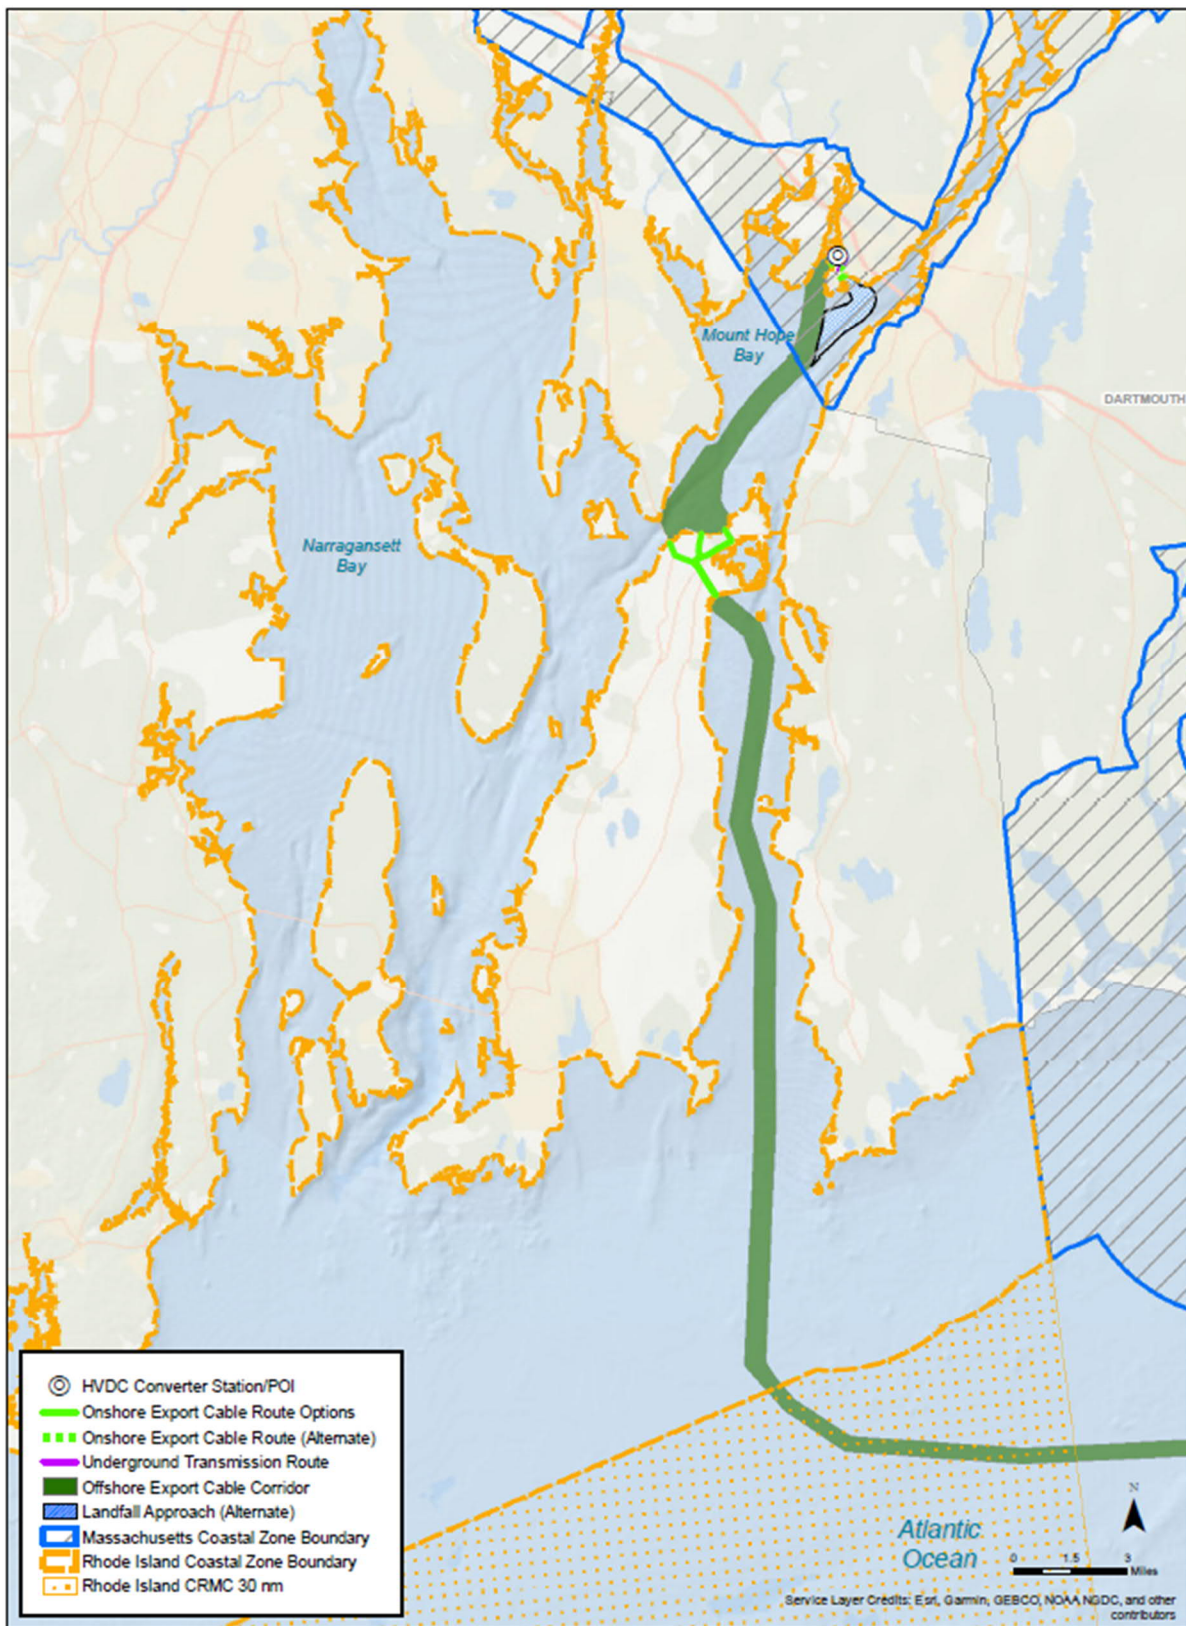 Mount Hope
Bay
DARTMOUTH
Narragansett
Bay
HVDC Converter Station/POI
Onshore Export Cable Route Options
Onshore Export Cable Route (Alternate)
Underground Transmission Route
Offshore Export Cable Corridor
Landfall Approach (Alternate)
Massachusetts Coastal Zone Boundary
Rhode Island Coastal Zone Boundary
Rhode Island CRMC 30 nm
N
Atlantic
Ocean
0 1.5 3
Miles
Service Layer Credits: Esri, Garmin, GEBCO, NOAA NGDC, and other
contributors